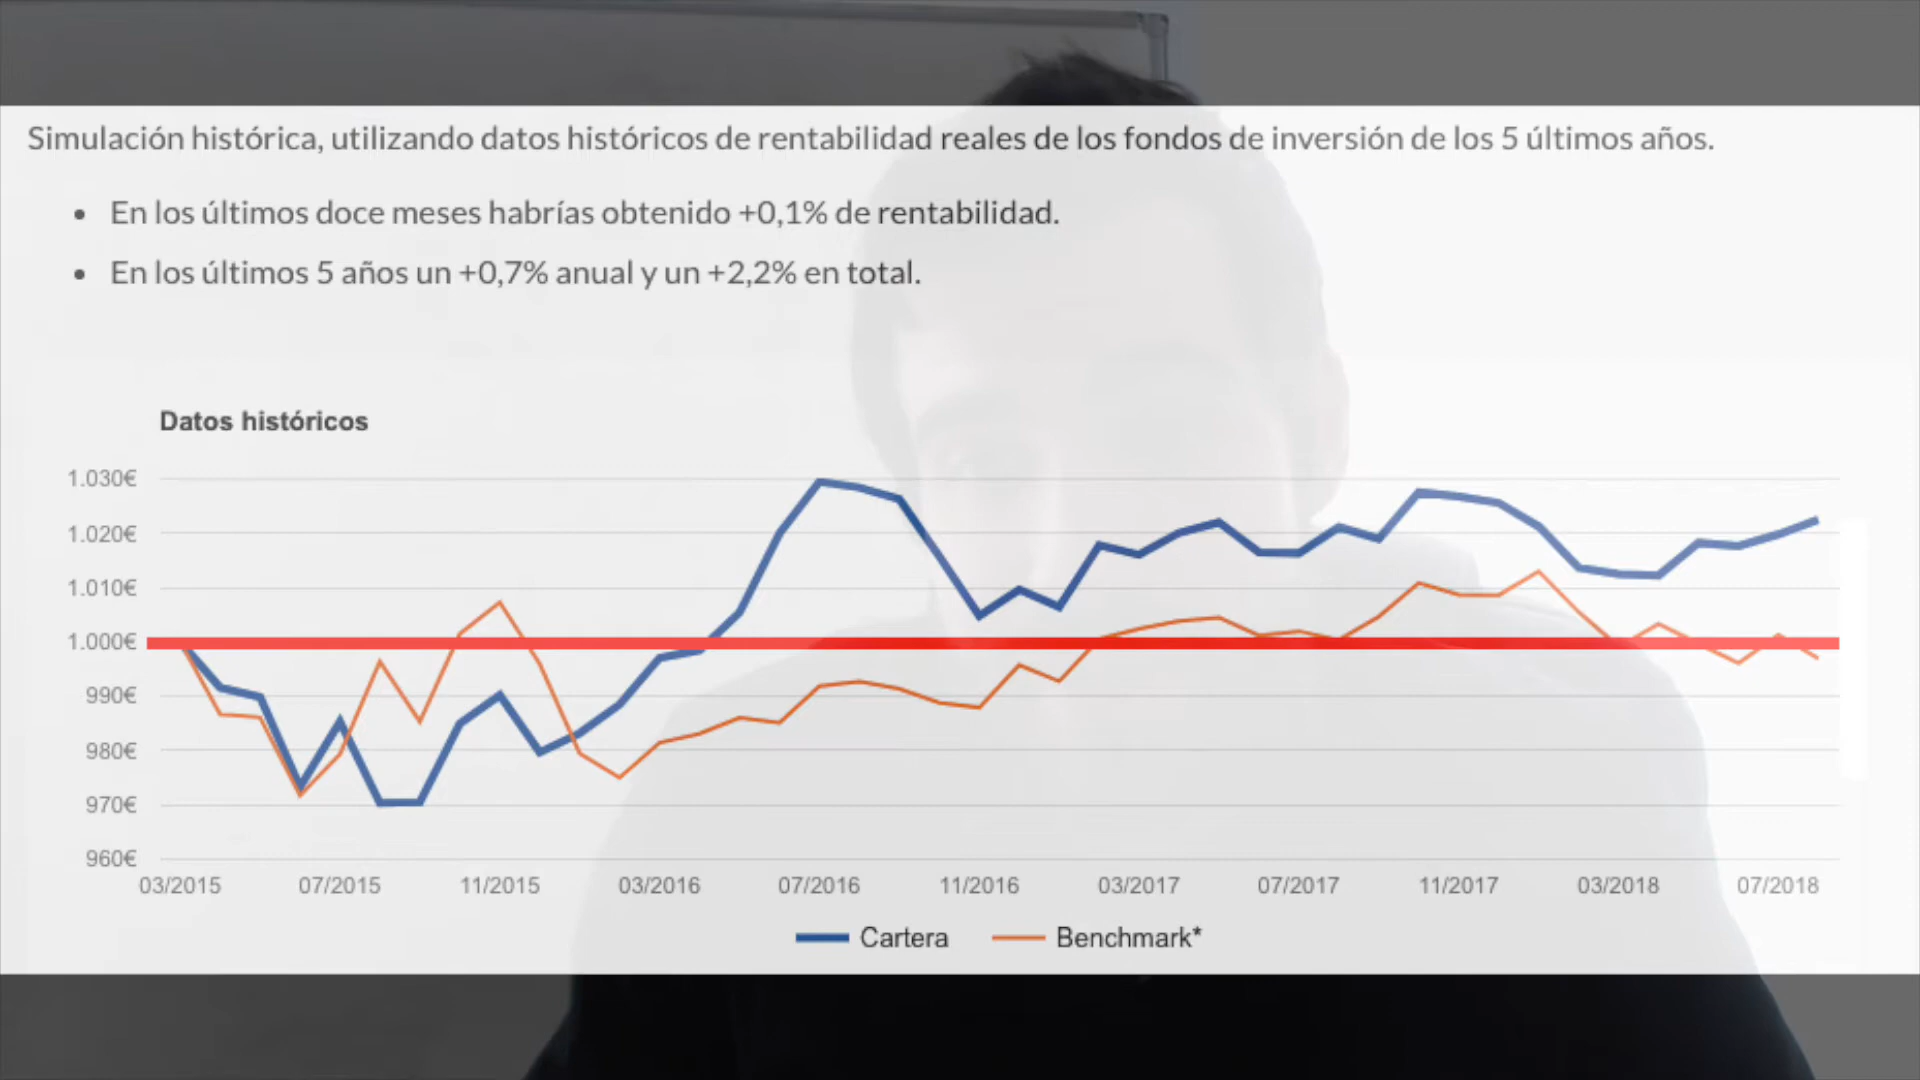 Simulación histórica, utilizando datos históricos de rentabilidad reales de los fondos de inversión de los 5 últimos años.
• En los últimos doce meses habrías obtenido +0,1% de rentabilidad.
• En los últimos 5 años un +0,7% anual y un +2,2% en total.
Datos históricos
1.030€
1.020€
1.010€
1.000€
990€
980€
970€
960€
03/2015 07/2015 11/2015 03/2016 07/2016 11/2016 03/2017 07/2017 11/2017 03/2018 07/2018
Cartera Benchmark*